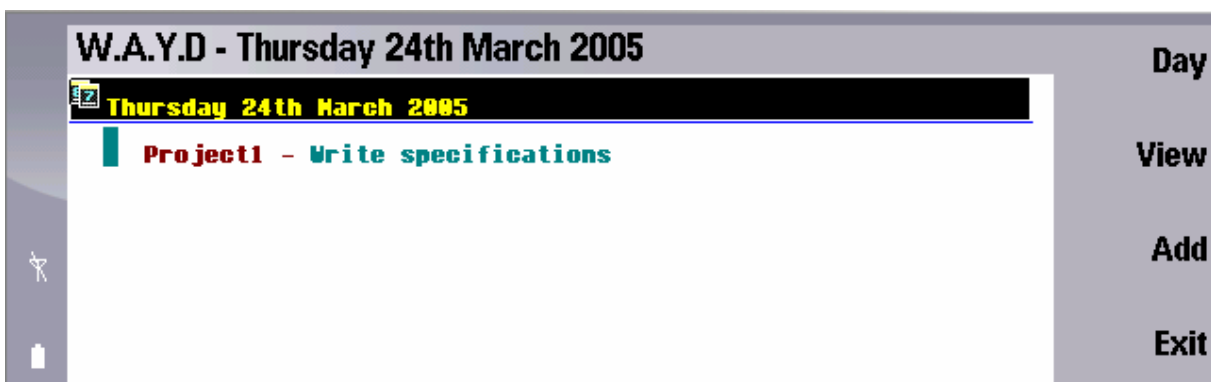 W.A.Y.D - Thursday 24th March 2005
Thursday 24th March 2005
Project1 - Write specifications
Day
View
Add
Exit